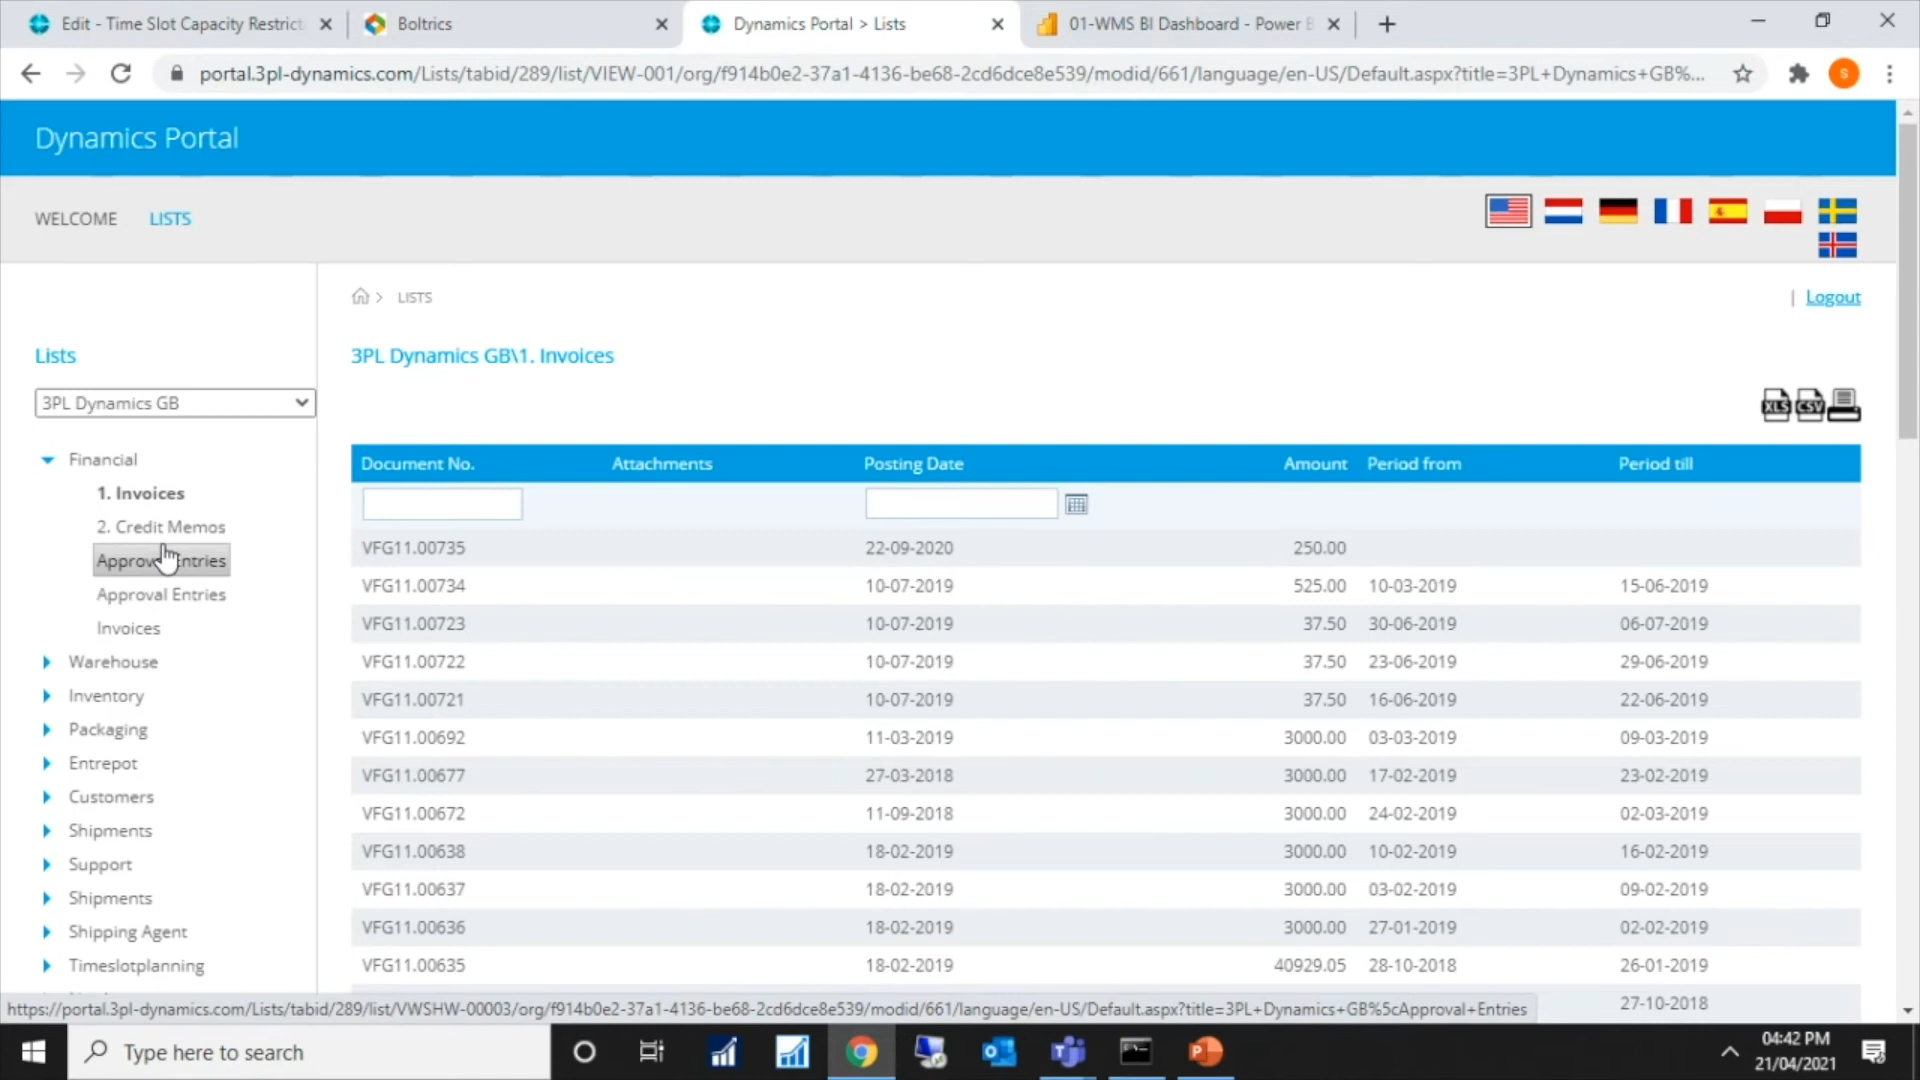 Edit - Time Slot Capacity Restricti
Boltrics
Dynamics Portal > Lists
01-WMS BI Dashboard - Power B
portal.3pl-dynamics.com/Lists/tabid/289/list/VIEW-001/org/f914b0e2-37a1-4136-be68-2cd6dce8e539/modid/661/language/en-US/Default.aspx?title=3PL+Dynamics+GB%...
S
Dynamics Portal
WELCOME LISTS
> LISTS
| Logout
Lists
3PL Dynamics GB\1. Invoices
3PL Dynamics GB
XLS CSV
Financial
1. Invoices
2. Credit Memos
Approval Entries
Approval Entries
Invoices
Warehouse
Inventory
Packaging
Entrepot
Customers
Shipments
Support
Shipments
Shipping Agent
Timeslotplanning
Document No. Attachments Posting Date Amount Period from Period till
VFG11.00735 22-09-2020 250.00
VFG11.00734 10-07-2019 525.00 10-03-2019 15-06-2019
VFG11.00723 10-07-2019 37.50 30-06-2019 06-07-2019
VFG11.00722 10-07-2019 37.50 23-06-2019 29-06-2019
VFG11.00721 10-07-2019 37.50 16-06-2019 22-06-2019
VFG11.00692 11-03-2019 3000.00 03-03-2019 09-03-2019
VFG11.00677 27-03-2018 3000.00 17-02-2019 23-02-2019
VFG11.00672 11-09-2018 3000.00 24-02-2019 02-03-2019
VFG11.00638 18-02-2019 3000.00 10-02-2019 16-02-2019
VFG11.00637 18-02-2019 3000.00 03-02-2019 09-02-2019
VFG11.00636 18-02-2019 3000.00 27-01-2019 02-02-2019
VFG11.00635 18-02-2019 40929.05 28-10-2018 26-01-2019
27-10-2018
https://portal.3pl-dynamics.com/Lists/tabid/289/list/VWSHW-00003/org/f914b0e2-37a1-4136-be68-2cd6dce8e539/modid/661/language/en-US/Default.aspx?title=3PL+Dynamics+GB%5cApproval+Entries
Type here to search
04:42 PM
21/04/2021